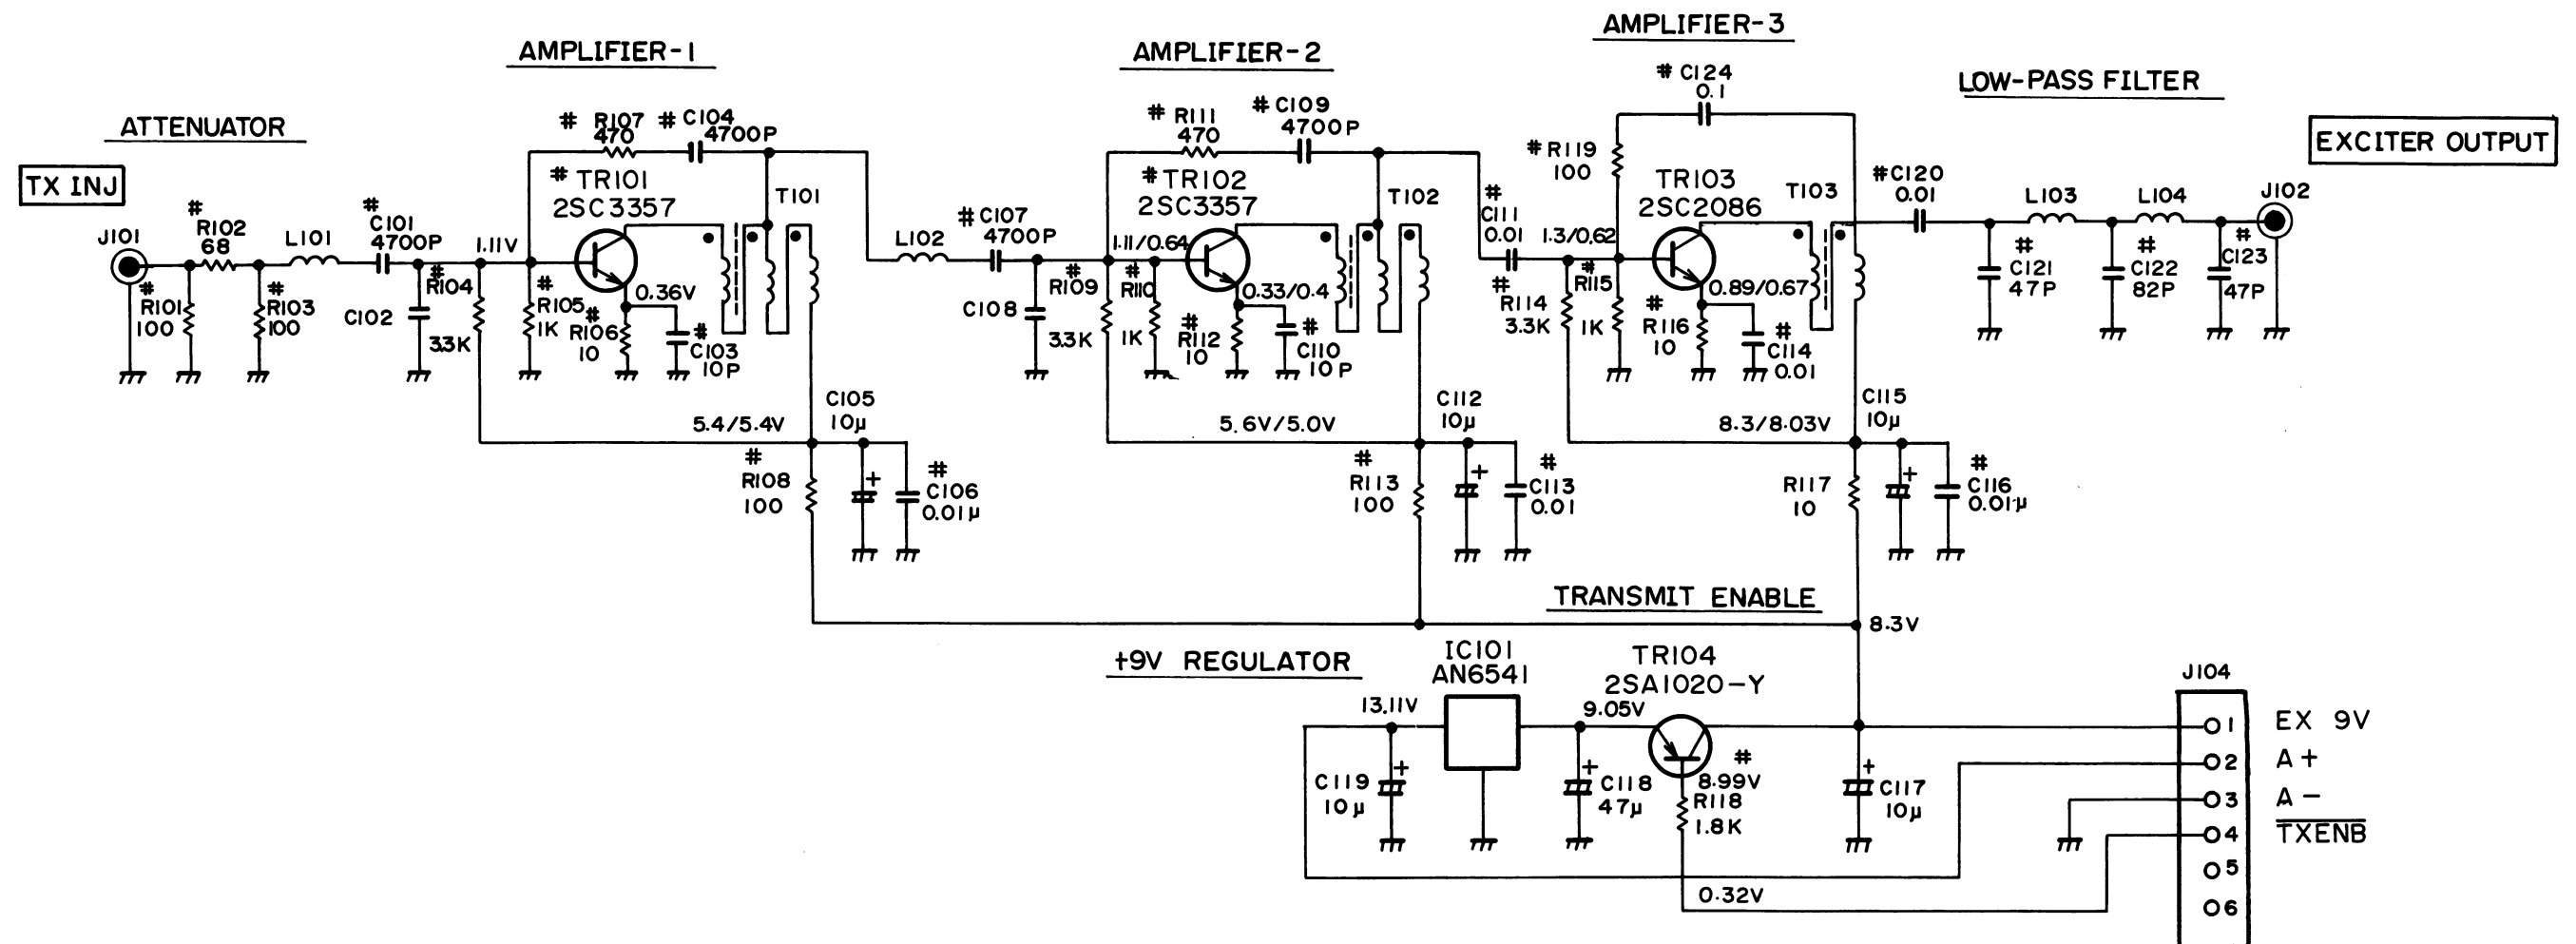 AMPLIFIER-1
AMPLIFIER-2
AMPLIFIER-3
ATTENUATOR
LOW-PASS FILTER
TX INJ
EXCITER OUTPUT
J101
# R101
100
# R102
68
# R103
100
L101
# C101
4700P
C102
# R104
3.3K
1.11V
# R105
1K
# R107
470
# C104
4700P
# TR101
2SC3357
T101
0.36V
# R106
10
# C103
10P
5.4/5.4V
C105
10µ
# R108
100
# C106
0.01µ
L102
# C107
4700P
C108
# R109
3.3K
1.11/0.64
# R110
1K
# R111
470
# C109
4700P
# TR102
2SC3357
T102
0.33/0.4
# R112
10
# C110
10P
5.6V/5.0V
C112
10µ
# R113
100
# C113
0.01
# C111
0.01
1.3/0.62
# R114
3.3K
# R115
1K
# R119
100
# C124
0.1
TR103
2SC2086
T103
0.89/0.67
# R116
10
# C114
0.01
8.3/8.03V
C115
10µ
R117
10
# C116
0.01µ
#C120
0.01
L103
L104
J102
# C121
47P
# C122
82P
# C123
47P
TRANSMIT ENABLE
8.3V
+9V REGULATOR
IC101
AN6541
TR104
2SA1020-Y
13.11V
9.05V
C119
10µ
C118
47µ
#
8.99V
R118
1.8K
C117
10µ
0.32V
J104
1 EX 9V
2 A+
3 A-
4 TXENB
5
6